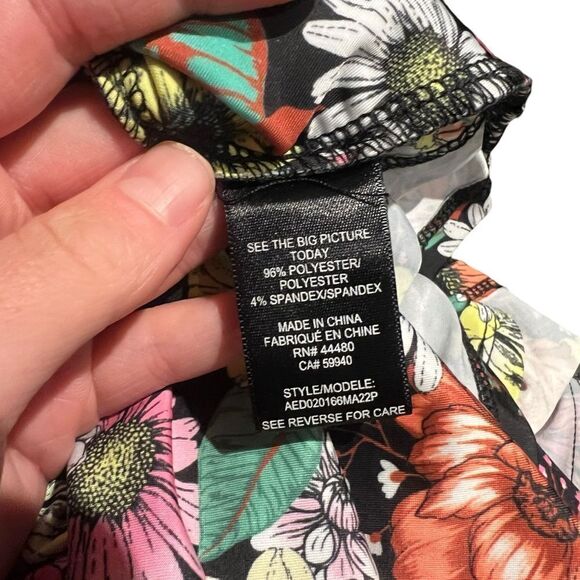 SEE THE BIG PICTURE
TODAY
96% POLYESTER/
POLYESTER
4% SPANDEX/SPANDEX
MADE IN CHINA
FABRIQUÉ EN CHINE
RN# 44480
CA# 59940
STYLE/MODELE:
AED020166MA22P
SEE REVERSE FOR CARE